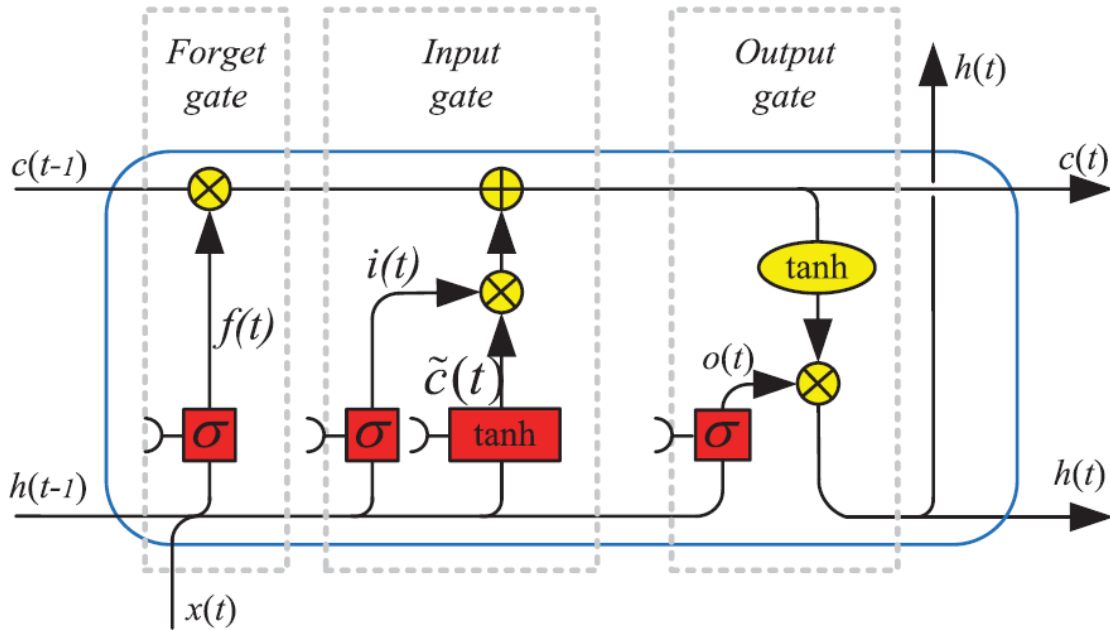 Forget
gate
Input
gate
Output
gate
h(t)
c(t-1)
c(t)
tanh
i(t)
f(t)
o(t)
c̃(t)
σ
σ
tanh
σ
h(t-1)
h(t)
x(t)